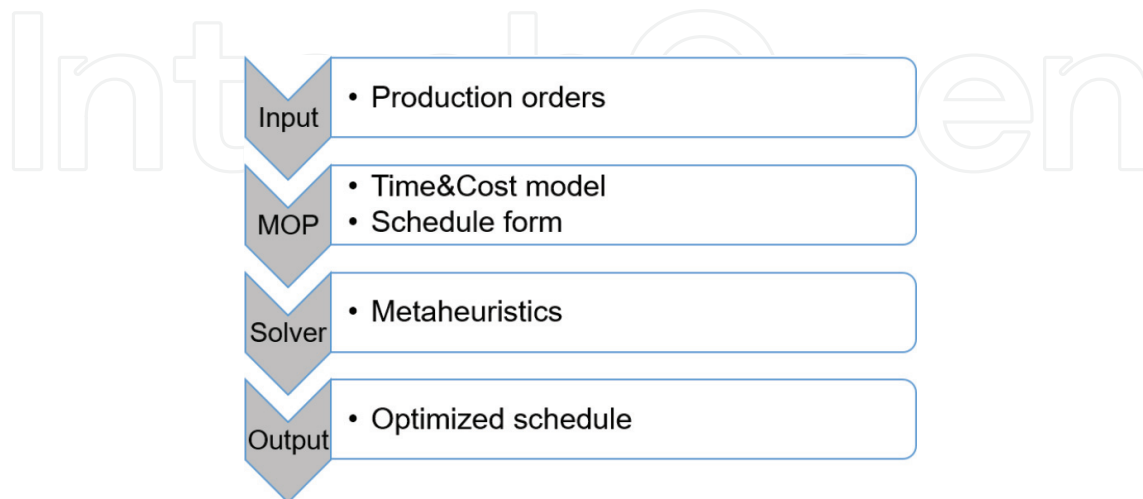 Input
• Production orders
MOP
• Time&Cost model
• Schedule form
Solver
• Metaheuristics
Output
• Optimized schedule